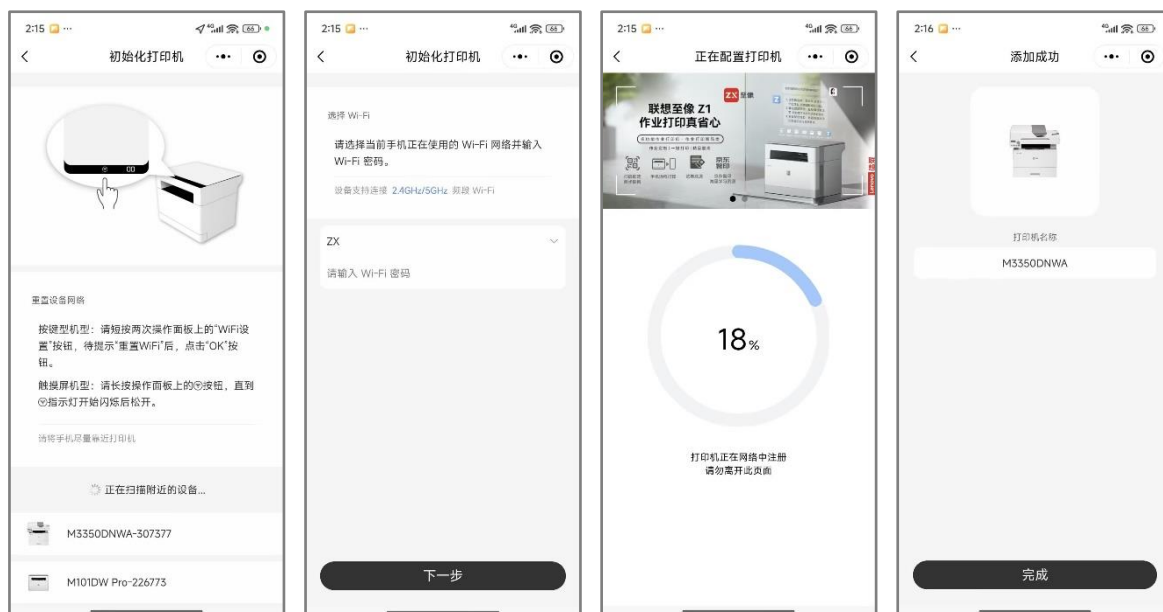 2:15 ...
4G 66
初始化打印机
重置设备网络
按键型机型：请短按两次操作面板上的“WiFi设
置”按钮，待提示“重置WiFi”后，点击“OK”按
钮。
触摸屏机型：请长按操作面板上的按钮，直到
指示灯开始闪烁后松开。
请将手机尽量靠近打印机
正在扫描附近的设备...
M3350DNWA-307377
M101DW Pro-226773
2:15 ...
4G 66
初始化打印机
选择 Wi-Fi
请选择当前手机正在使用的 Wi-Fi 网络并输入
Wi-Fi 密码。
设备支持连接 2.4GHz/5GHz 频段 Wi-Fi
ZX
请输入 Wi-Fi 密码
下一步
2:15 ...
4G 66
正在配置打印机
ZX 至像
联想至像 Z1
作业打印真省心
18%
打印机正在网络中注册
请勿离开此页面
2:16 ...
4G 66
添加成功
打印机名称
M3350DNWA
完成